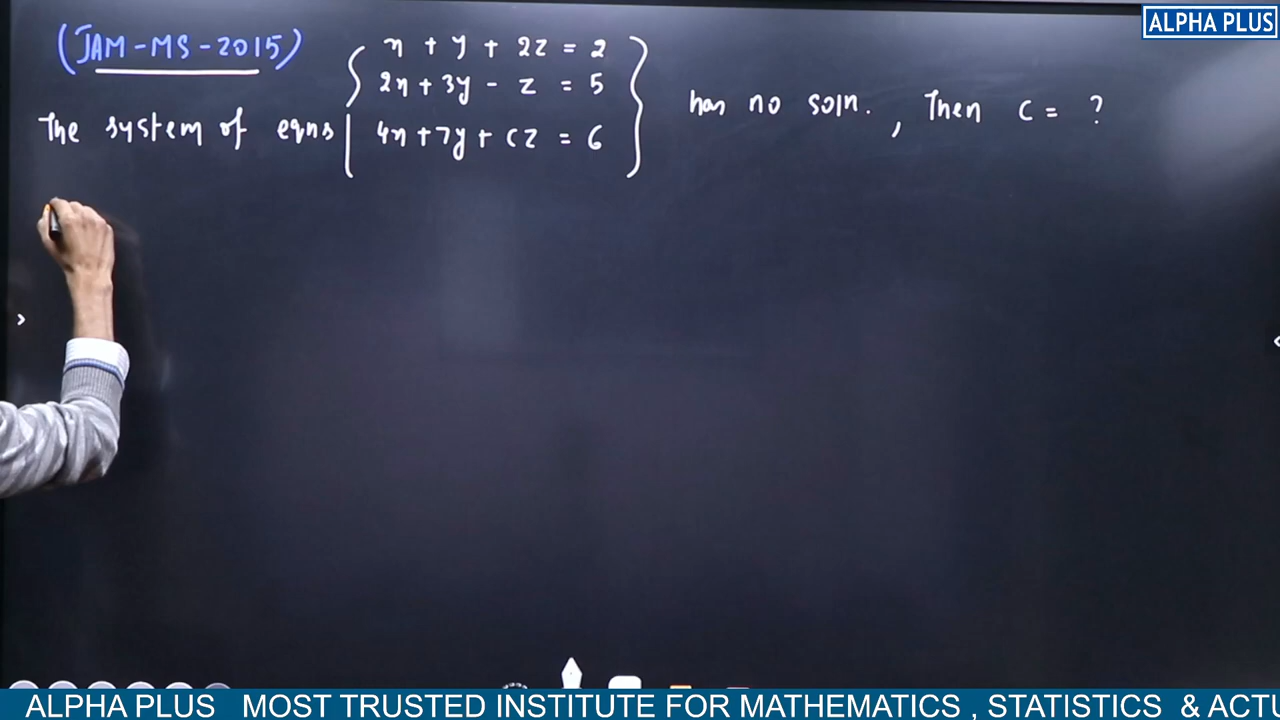 ALPHA PLUS
(JAM-MS-2015)
x + y + 2z = 2
2x + 3y - z = 5
The system of eqns 4x + 7y + cz = 6 has no soln. , Then c = ?
ALPHA PLUS MOST TRUSTED INSTITUTE FOR MATHEMATICS , STATISTICS & ACTU